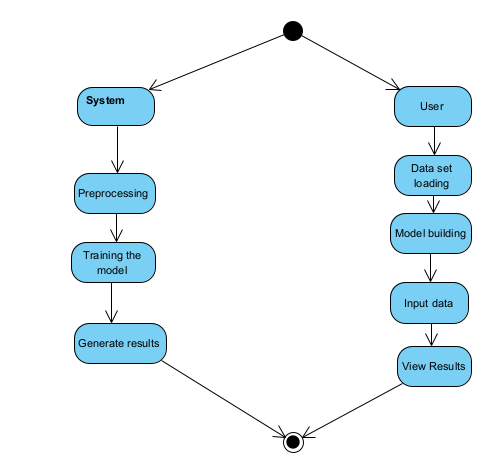 System
User
Data set
loading
Preprocessing
Model building
Training the
model
Input data
Generate results
View Results